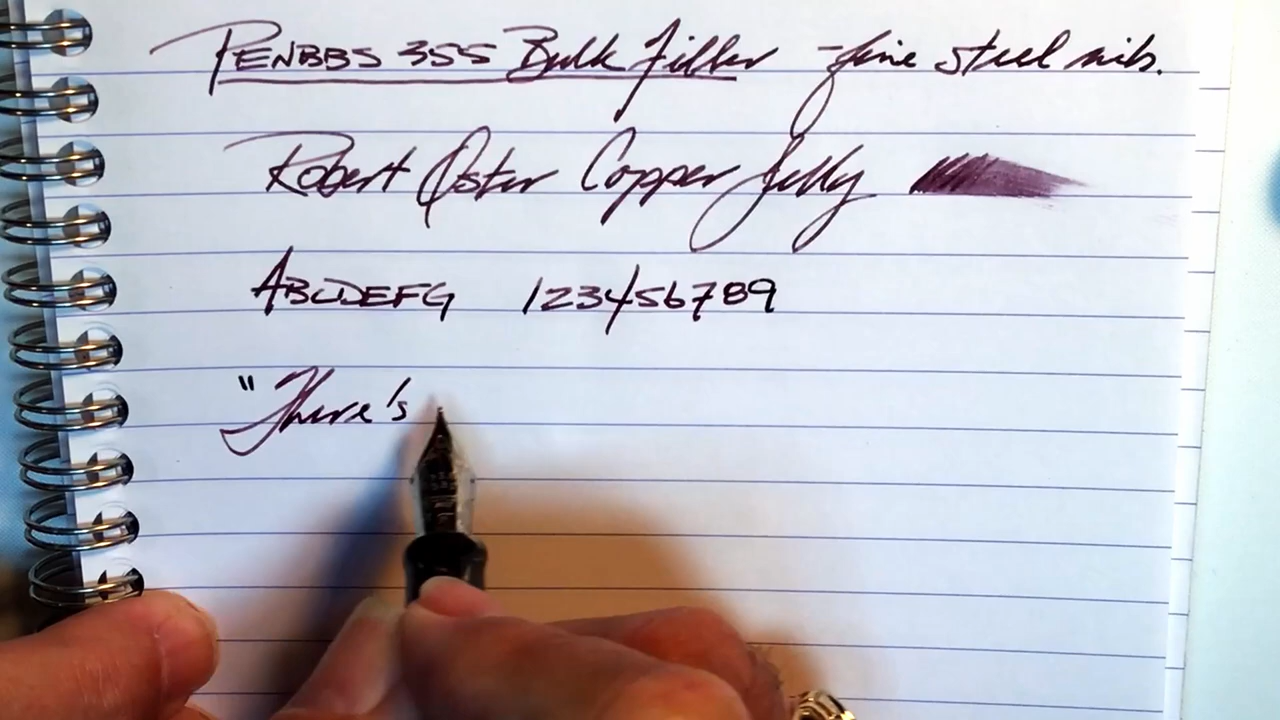 PENBBS 355 Bulk Filler - fine steel nib.
Robert Oster Copper Jelly
ABCDEFG 123456789
"There's